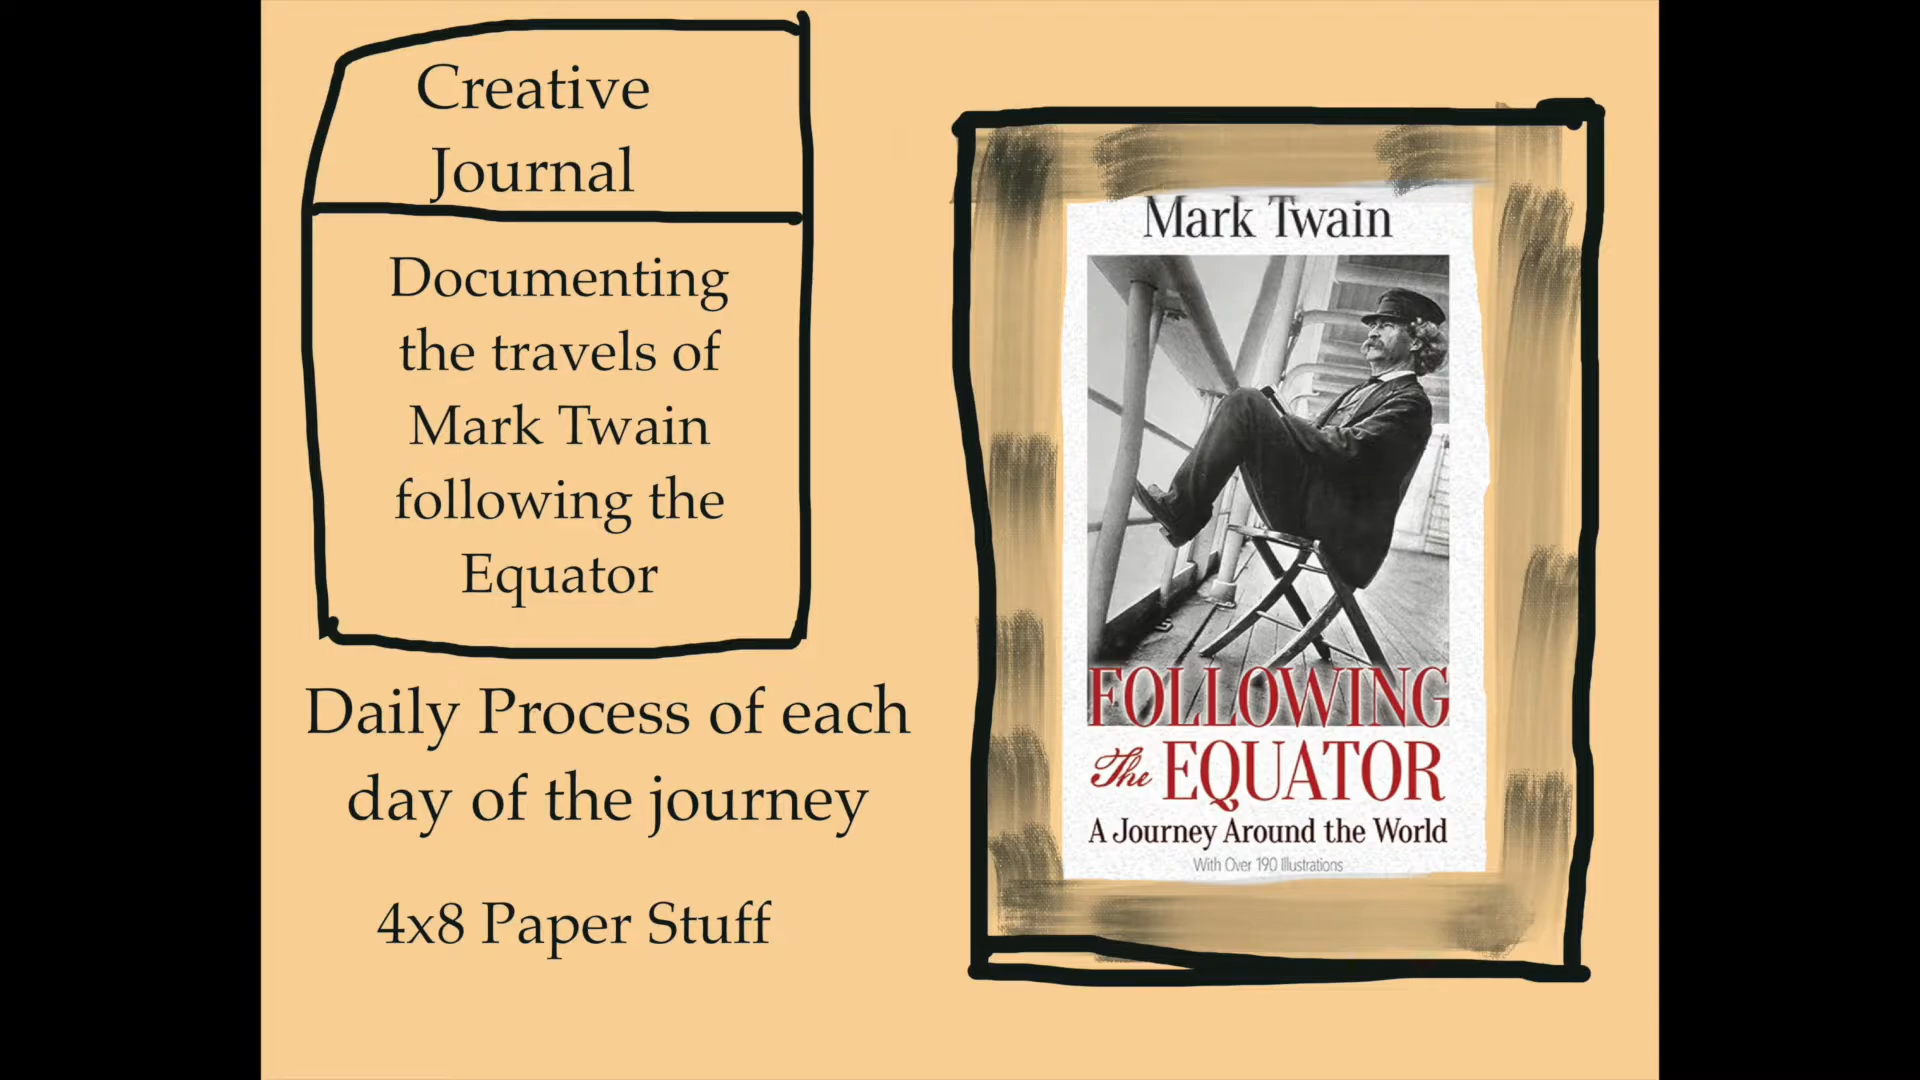 Creative
Journal
Documenting
the travels of
Mark Twain
following the
Equator
Daily Process of each
day of the journey
4x8 Paper Stuff
Mark Twain
FOLLOWING
The EQUATOR
A Journey Around the World
With Over 190 Illustrations